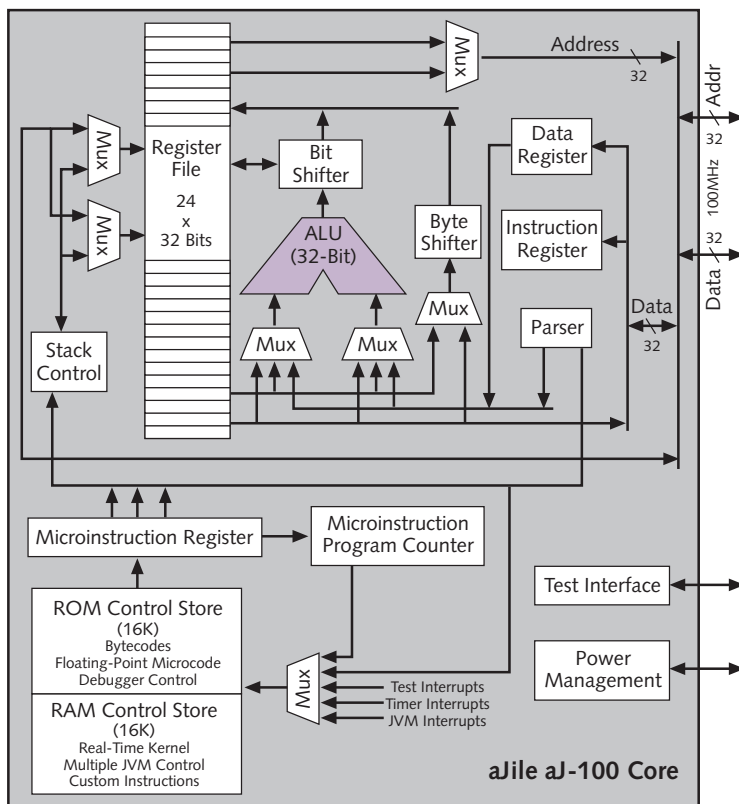 Mux
Address
32
Addr
32
100MHz
32
Data
Mux
Mux
Register
File
24
x
32 Bits
Bit
Shifter
ALU
(32-Bit)
Byte
Shifter
Data
Register
Instruction
Register
Data
32
Mux
Mux
Mux
Parser
Stack
Control
Microinstruction Register
Microinstruction
Program Counter
ROM Control Store
(16K)
Bytecodes
Floating-Point Microcode
Debugger Control
RAM Control Store
(16K)
Real-Time Kernel
Multiple JVM Control
Custom Instructions
Mux
Test Interrupts
Timer Interrupts
JVM Interrupts
Test Interface
Power
Management
aJile aJ-100 Core